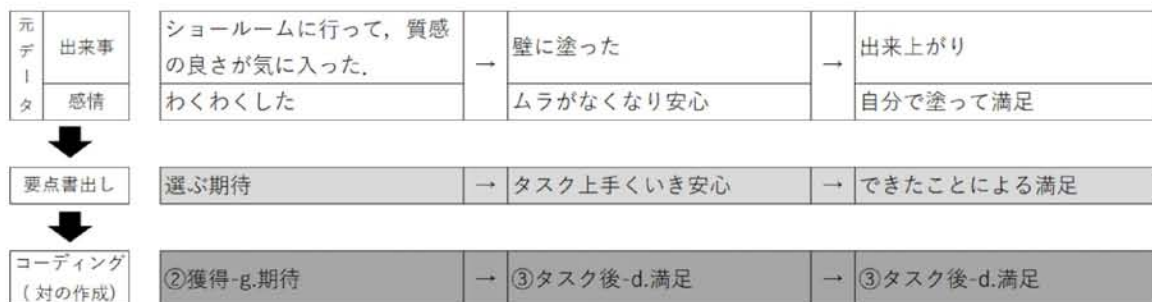 元データ
出来事
ショールームに行って，質感
の良さが気に入った．
→
壁に塗った
→
出来上がり
感情
わくわくした
ムラがなくなり安心
自分で塗って満足
要点書出し
選ぶ期待
→
タスク上手くいき安心
→
できたことによる満足
コーディング
（対の作成）
②獲得-g.期待
→
③タスク後-d.満足
→
③タスク後-d.満足